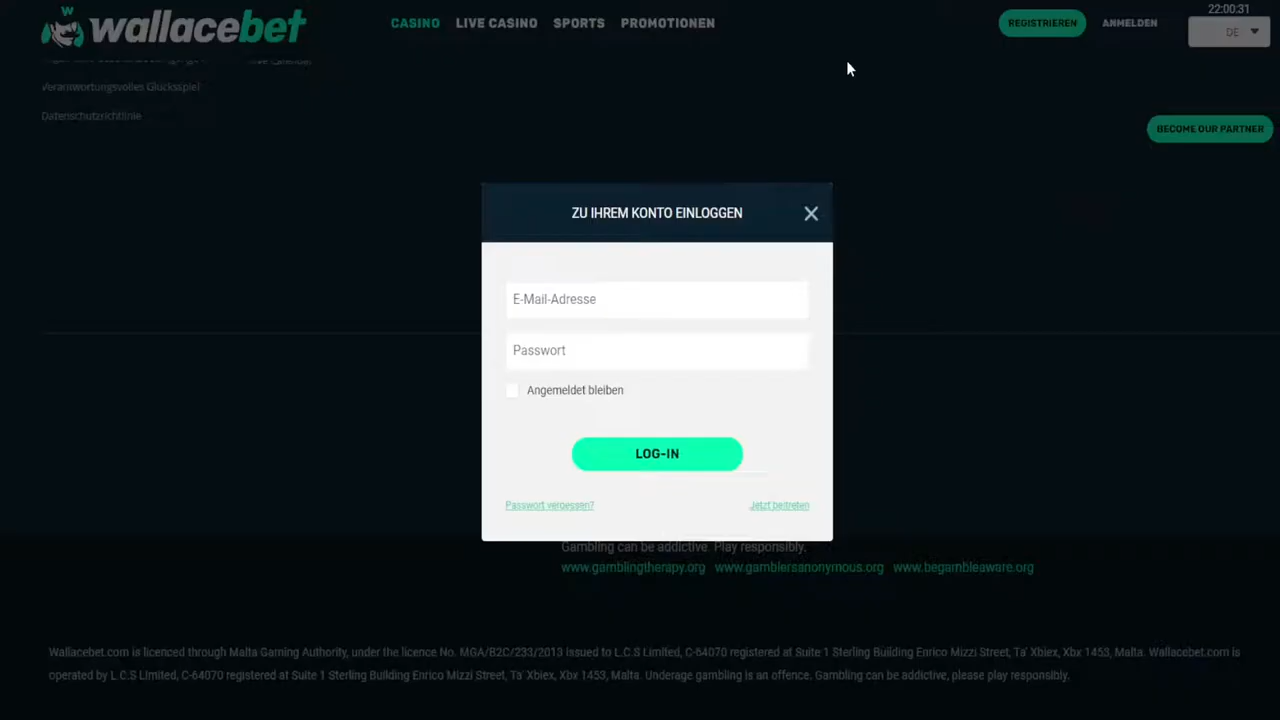 22:00:31
W
wallacebet
CASINO LIVE CASINO SPORTS PROMOTIONEN
REGISTRIEREN ANMELDEN DE
Verantwortungsvolles Glücksspiel
Datenschutzrichtlinie
BECOME OUR PARTNER
ZU IHREM KONTO EINLOGGEN
E-Mail-Adresse
Passwort
Angemeldet bleiben
LOG-IN
Passwort vergessen? Jetzt beitreten
Gambling can be addictive. Play responsibly.
www.gamblingtherapy.org www.gamblersanonymous.org www.begambleaware.org
Wallacebet.com is licenced through Malta Gaming Authority, under the licence No. MGA/B2C/233/2013 issued to L.C.S Limited, C-64070 registered at Suite 1 Sterling Building Enrico Mizzi Street, Ta' Xbiex, Xbx 1453, Malta. Wallacebet.com is
operated by L.C.S Limited, C-64070 registered at Suite 1 Sterling Building Enrico Mizzi Street, Ta' Xbiex, Xbx 1453, Malta. Underage gambling is an offence. Gambling can be addictive, please play responsibly.